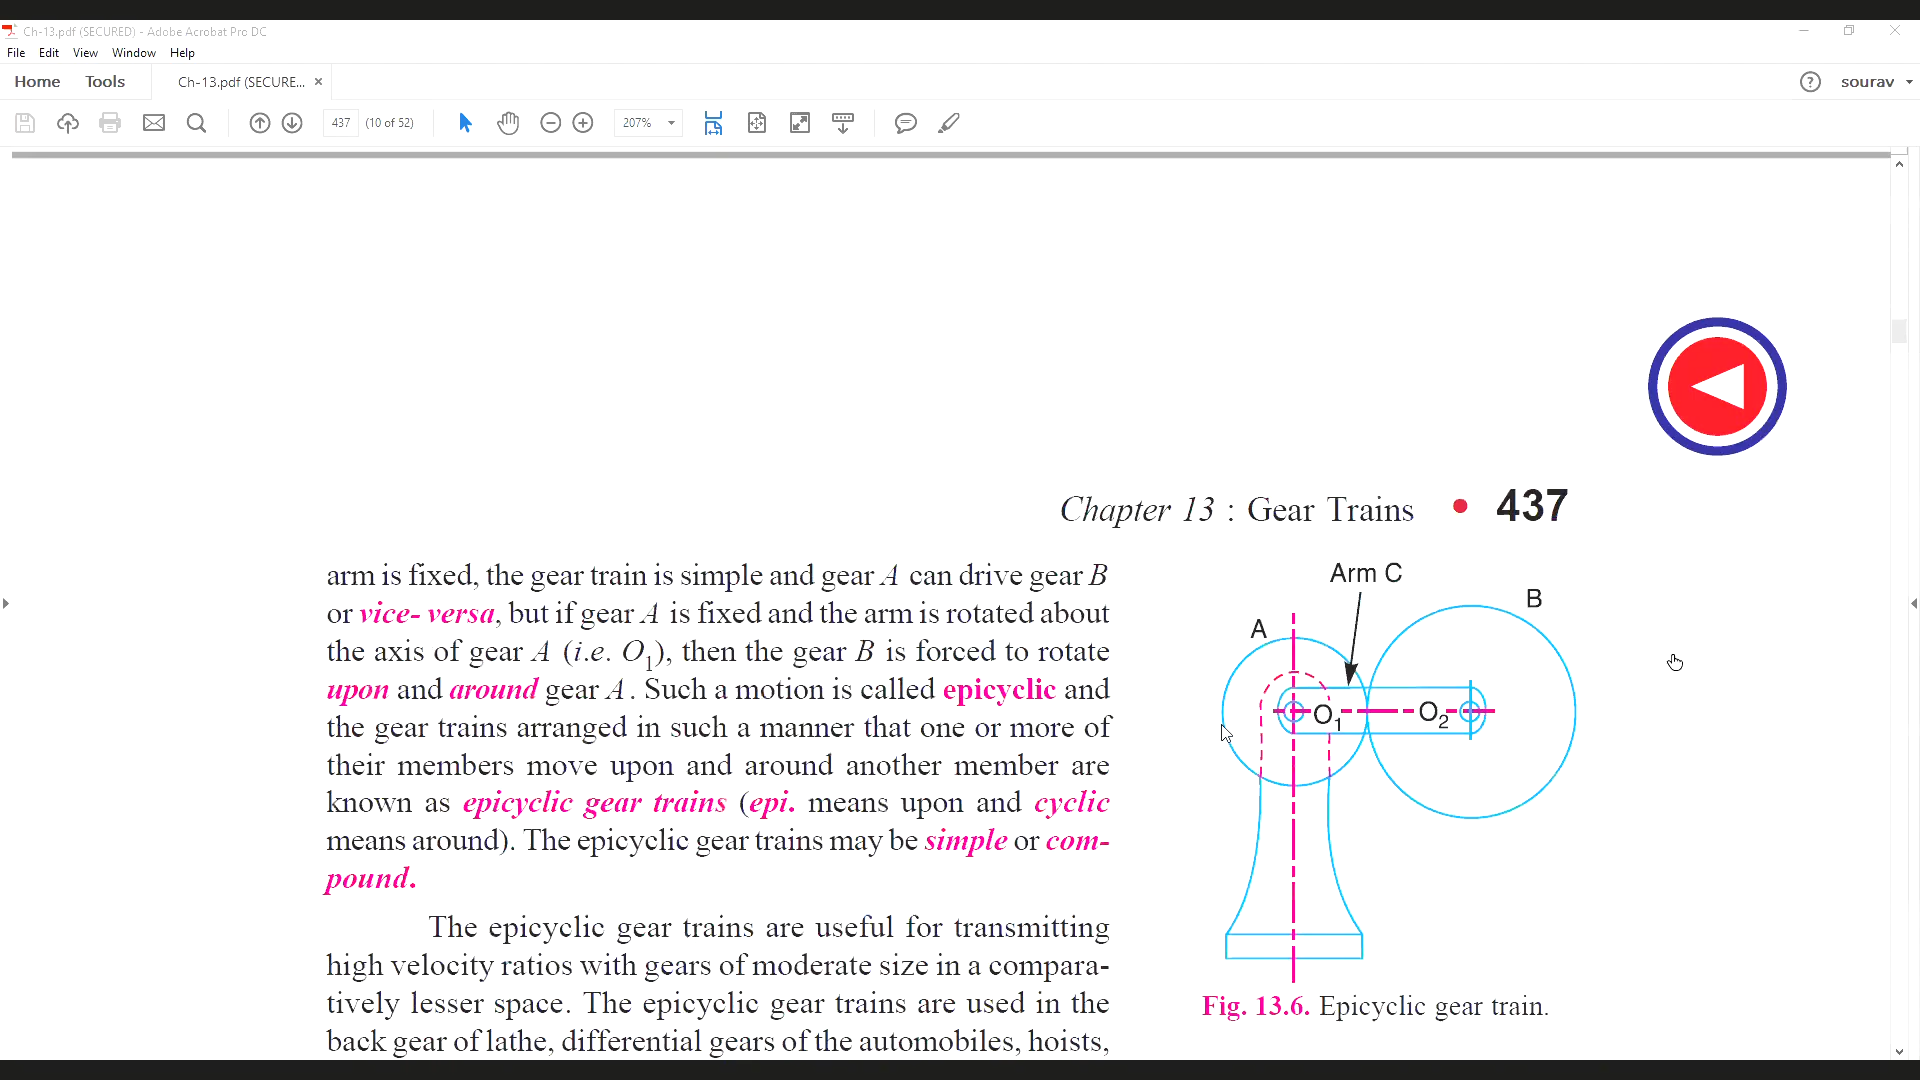 Ch-13.pdf (SECURED) - Adobe Acrobat Pro DC
File Edit View Window Help
Home Tools Ch-13.pdf (SECURE... × sourav
437 (10 of 52) 207%
Chapter 13 : Gear Trains • 437
arm is fixed, the gear train is simple and gear A can drive gear B
or vice- versa, but if gear A is fixed and the arm is rotated about
the axis of gear A (i.e. O1), then the gear B is forced to rotate
upon and around gear A. Such a motion is called epicyclic and
the gear trains arranged in such a manner that one or more of
their members move upon and around another member are
known as epicyclic gear trains (epi. means upon and cyclic
means around). The epicyclic gear trains may be simple or com-
pound.
The epicyclic gear trains are useful for transmitting
high velocity ratios with gears of moderate size in a compara-
tively lesser space. The epicyclic gear trains are used in the
back gear of lathe, differential gears of the automobiles, hoists,
Arm C
B
A
O1 O2
Fig. 13.6. Epicyclic gear train.